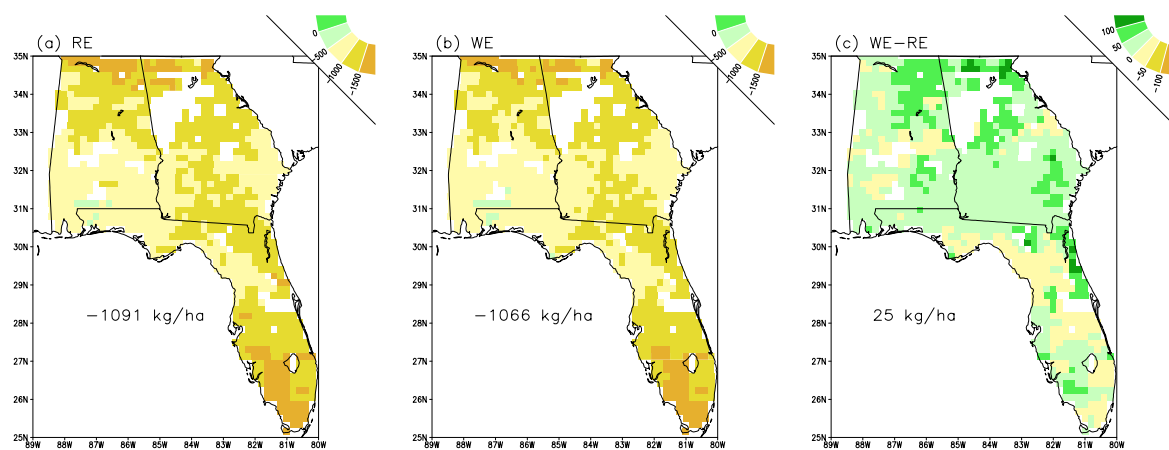 (a) RE
0
-500
-1000
-1500
35N
34N
33N
32N
31N
30N
29N
28N
27N
26N
25N
−1091 kg/ha
89W 88W 87W 86W 85W 84W 83W 82W 81W 80W
(b) WE
0
-500
-1000
-1500
35N
34N
33N
32N
31N
30N
29N
28N
27N
26N
25N
−1066 kg/ha
89W 88W 87W 86W 85W 84W 83W 82W 81W 80W
(c) WE−RE
100
50
0
-50
-100
35N
34N
33N
32N
31N
30N
29N
28N
27N
26N
25N
25 kg/ha
89W 88W 87W 86W 85W 84W 83W 82W 81W 80W